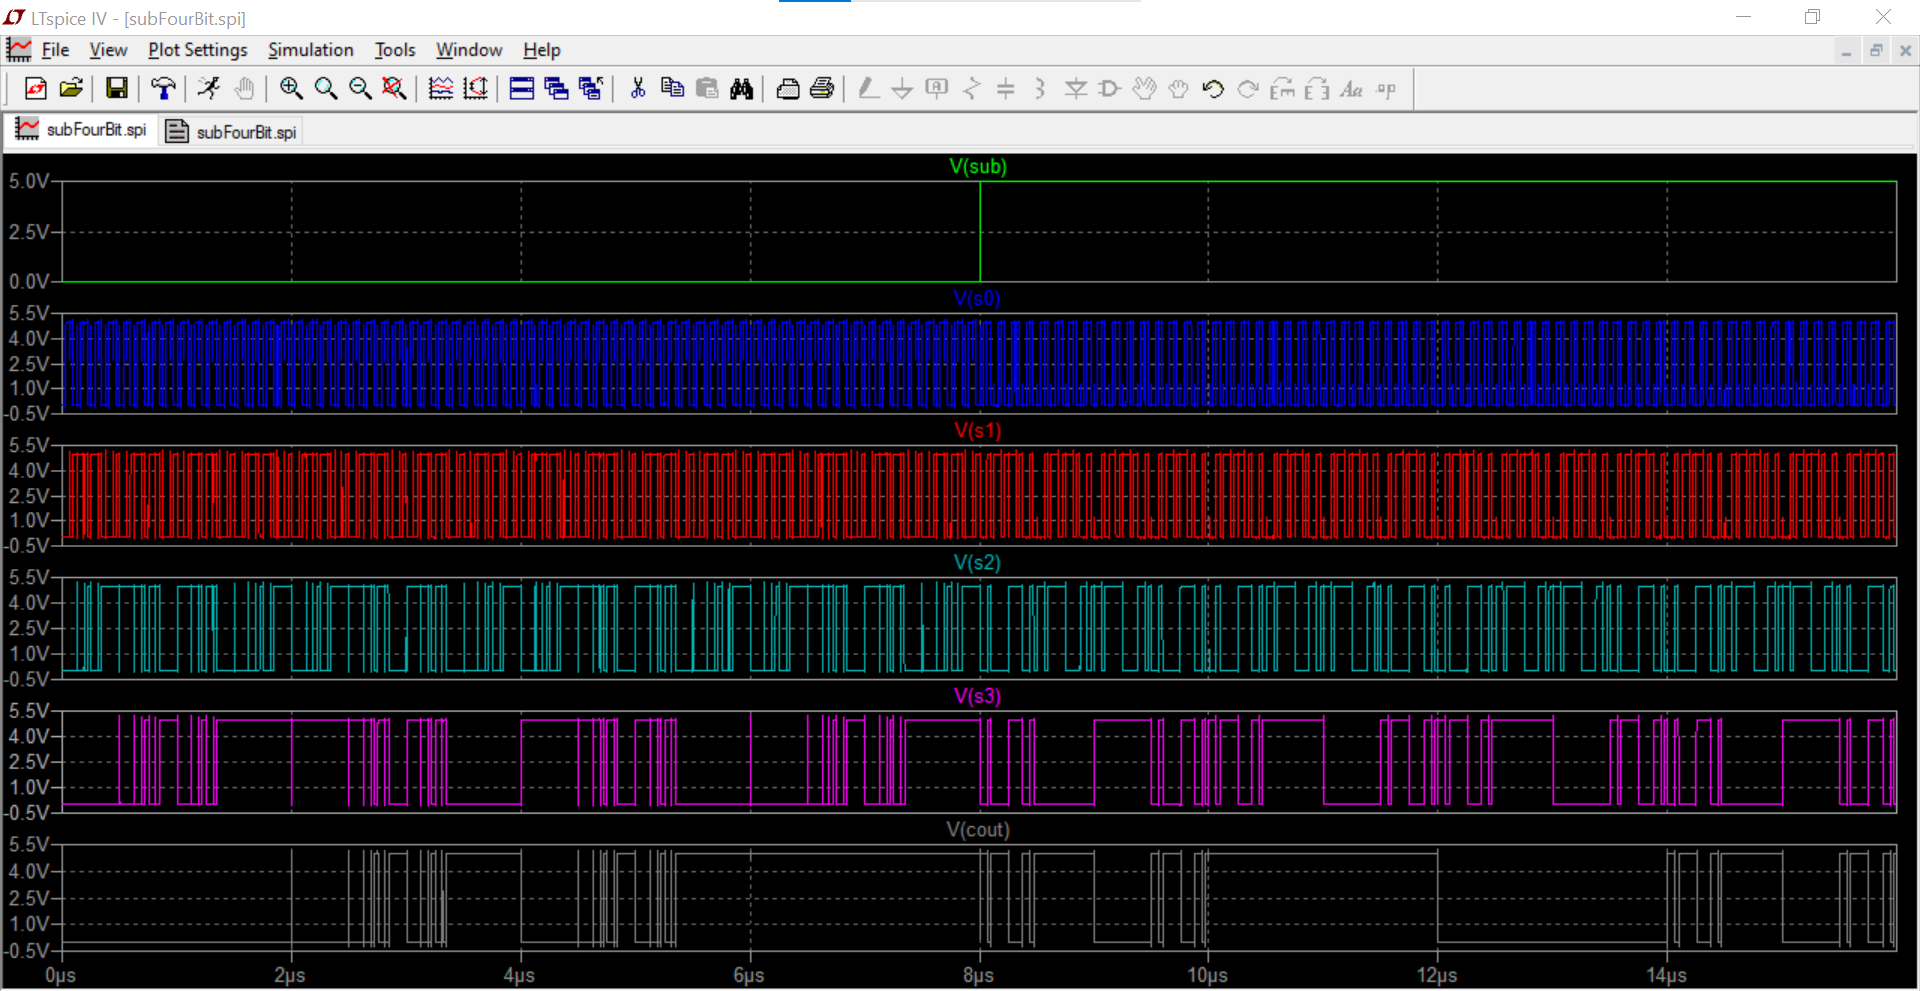 LTspice IV - [subFourBit.spi]
File View Plot Settings Simulation Tools Window Help
subFourBit.spi subFourBit.spi
V(sub)
5.0V
2.5V
0.0V
V(s0)
5.5V
4.0V
2.5V
1.0V
-0.5V
V(s1)
5.5V
4.0V
2.5V
1.0V
-0.5V
V(s2)
5.5V
4.0V
2.5V
1.0V
-0.5V
V(s3)
5.5V
4.0V
2.5V
1.0V
-0.5V
V(cout)
5.5V
4.0V
2.5V
1.0V
-0.5V
0µs 2µs 4µs 6µs 8µs 10µs 12µs 14µs